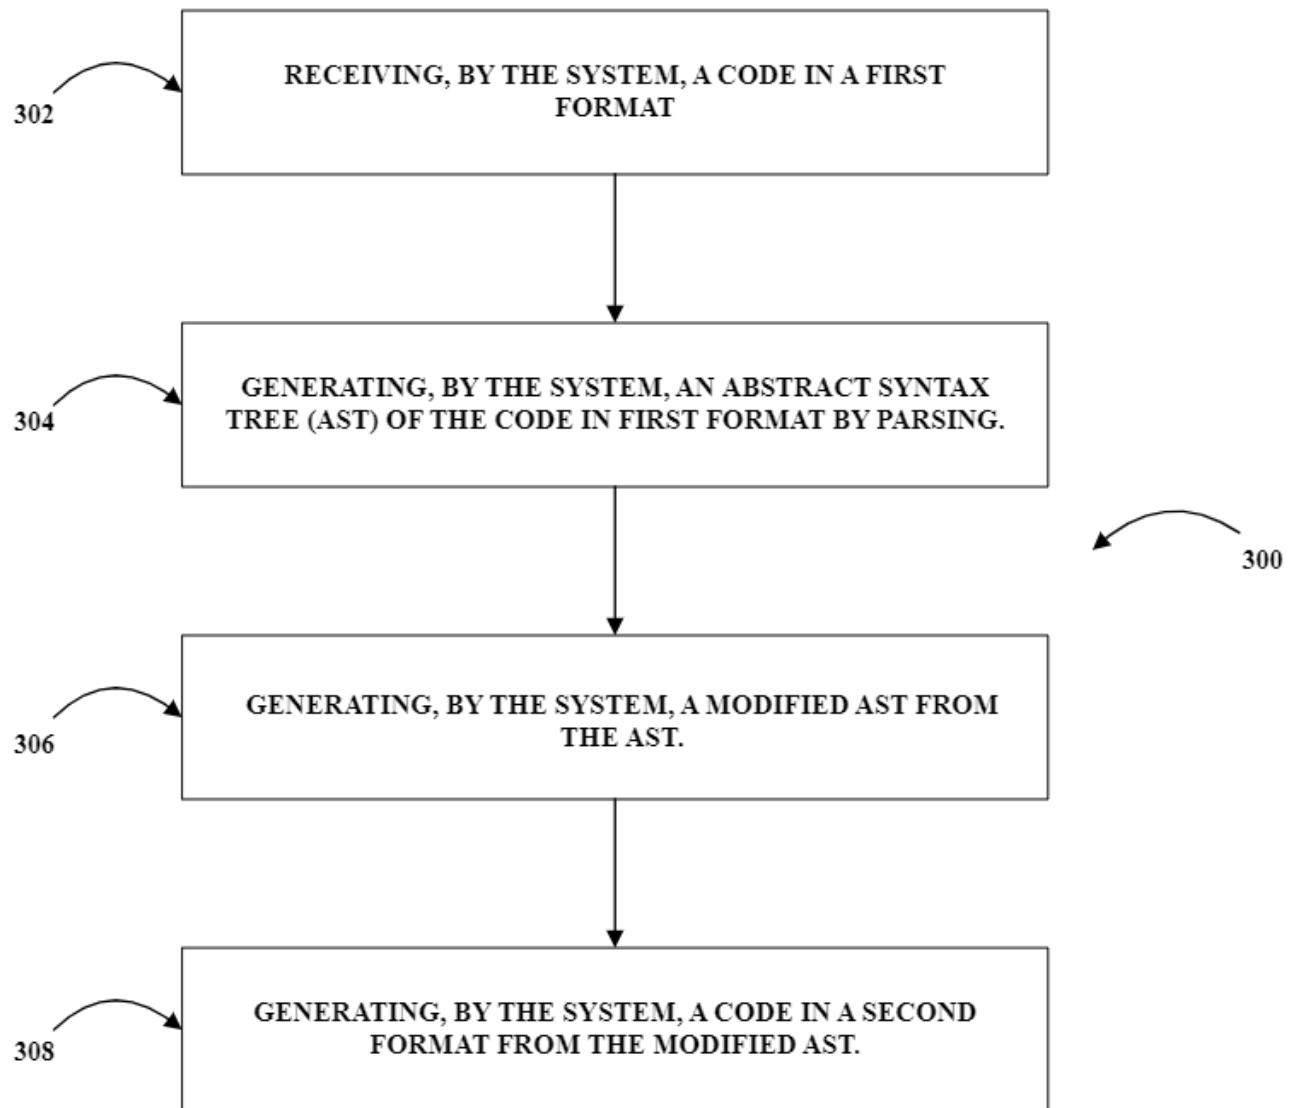 RECEIVING, BY THE SYSTEM, A CODE IN A FIRST
FORMAT
302
GENERATING, BY THE SYSTEM, AN ABSTRACT SYNTAX
TREE (AST) OF THE CODE IN FIRST FORMAT BY PARSING.
304
300
GENERATING, BY THE SYSTEM, A MODIFIED AST FROM
THE AST.
306
GENERATING, BY THE SYSTEM, A CODE IN A SECOND
FORMAT FROM THE MODIFIED AST.
308